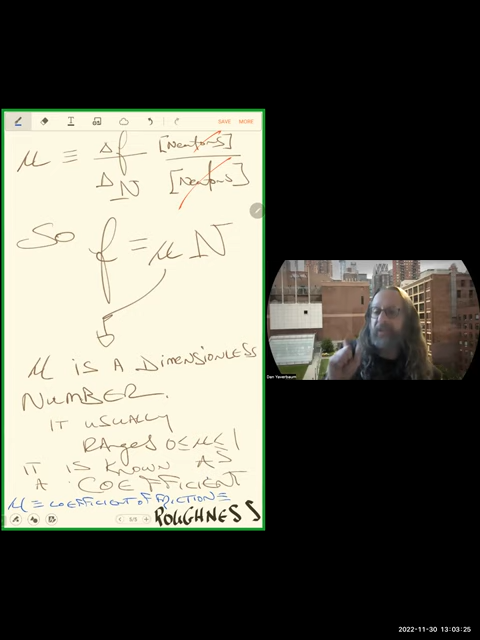 SAVE MORE
μ ≡ Δf / ΔN [Newtons] / [Newtons]
So f = μN
μ IS A DIMENSIONLESS
NUMBER.
IT USUALLY
RANGES 0≤μ≤1
IT IS KNOWN AS
A COEFFICIENT
μ ≡ COEFFICIENT OF FRICTION ≡
ROUGHNESS
Dan Yaverbaum
2022-11-30 13:03:25